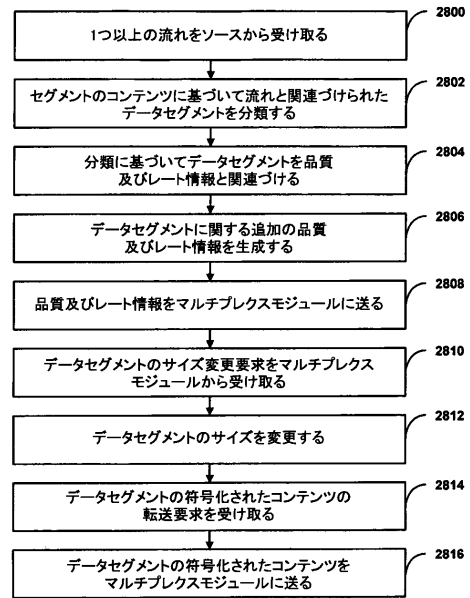 2800
1つ以上の流れをソースから受け取る
2802
セグメントのコンテンツに基づいて流れと関連づけられた
データセグメントを分類する
2804
分類に基づいてデータセグメントを品質
及びレート情報と関連づける
2806
データセグメントに関する追加の品質
及びレート情報を生成する
2808
品質及びレート情報をマルチプレクスモジュールに送る
2810
データセグメントのサイズ変更要求をマルチプレクス
モジュールから受け取る
2812
データセグメントのサイズを変更する
2814
データセグメントの符号化されたコンテンツの
転送要求を受け取る
2816
データセグメントの符号化されたコンテンツを
マルチプレクスモジュールに送る